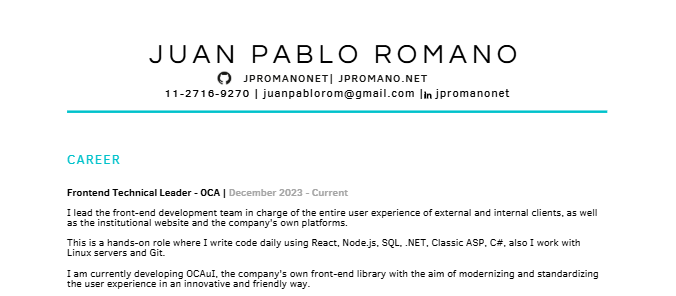 JUAN PABLO ROMANO
JPROMANONET| JPROMANO.NET
11-2716-9270 | juanpablorom@gmail.com |in jpromanonet
CAREER
Frontend Technical Leader - OCA | December 2023 - Current
I lead the front-end development team in charge of the entire user experience of external and internal clients, as well
as the institutional website and the company's own platforms.
This is a hands-on role where I write code daily using React, Node.js, SQL, .NET, Classic ASP, C#, also I work with
Linux servers and Git.
I am currently developing OCAuI, the company's own front-end library with the aim of modernizing and standardizing
the user experience in an innovative and friendly way.